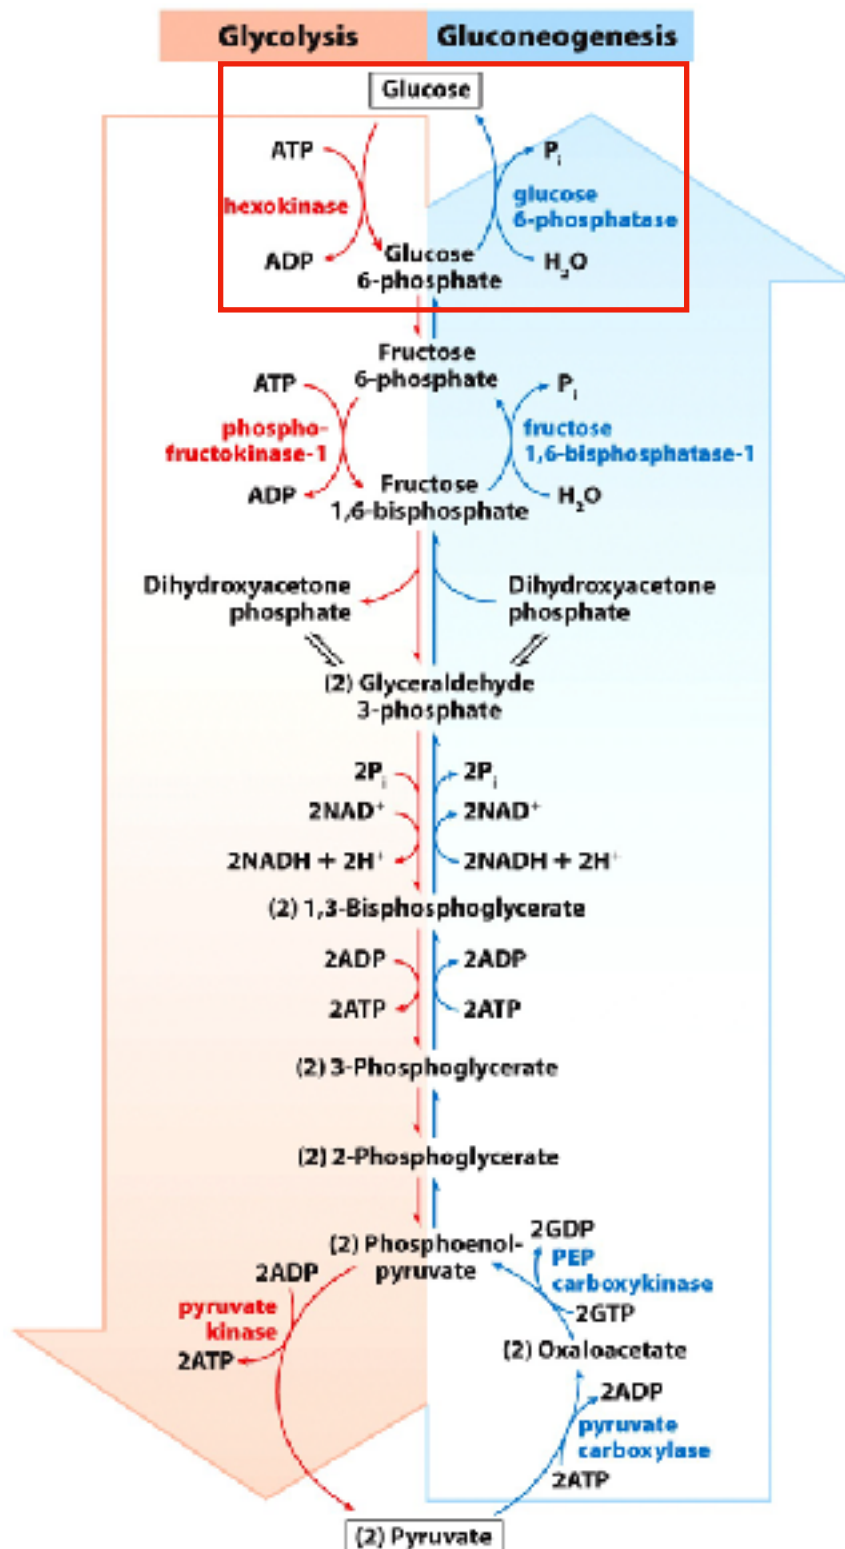 Glycolysis
Gluconeogenesis
Glucose
ATP
hexokinase
ADP
P_i
glucose
6-phosphatase
H₂O
Glucose
6-phosphate
Fructose
6-phosphate
ATP
phospho-
fructokinase-1
ADP
P_i
fructose
1,6-bisphosphatase-1
H₂O
Fructose
1,6-bisphosphate
Dihydroxyacetone
phosphate
Dihydroxyacetone
phosphate
(2) Glyceraldehyde
3-phosphate
2P_i
2NAD⁺
2NADH + 2H⁺
2P_i
2NAD⁺
2NADH + 2H⁺
(2) 1,3-Bisphosphoglycerate
2ADP
2ATP
2ADP
2ATP
(2) 3-Phosphoglycerate
(2) 2-Phosphoglycerate
(2) Phosphoenol-
pyruvate
2ADP
pyruvate
kinase
2ATP
2GDP
PEP
carboxykinase
2GTP
(2) Oxaloacetate
2ADP
pyruvate
carboxylase
2ATP
(2) Pyruvate